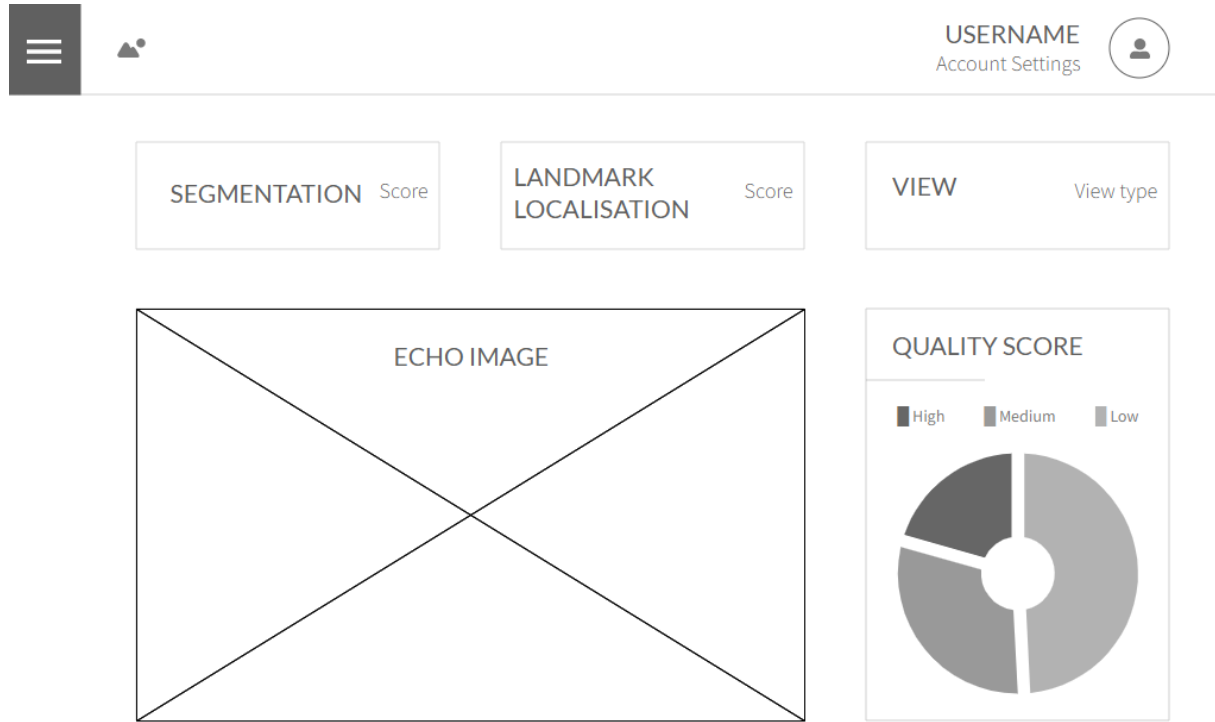 USERNAME
Account Settings
SEGMENTATION Score
LANDMARK
LOCALISATION
Score
VIEW
View type
ECHO IMAGE
QUALITY SCORE
High Medium Low